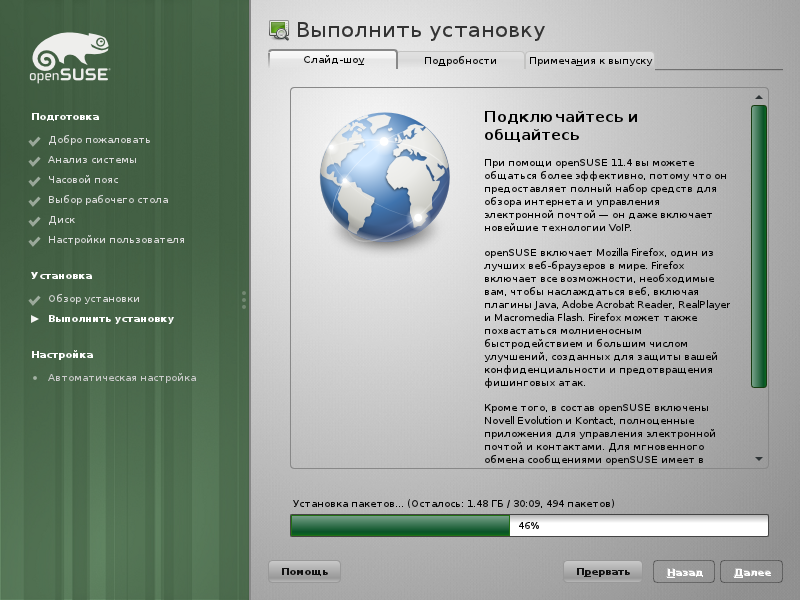 openSUSE
Подготовка
Добро пожаловать
Анализ системы
Часовой пояс
Выбор рабочего стола
Диск
Настройки пользователя
Установка
Обзор установки
Выполнить установку
Настройка
Автоматическая настройка
Выполнить установку
Слайд-шоу
Подробности
Примечания к выпуску
Подключайтесь и
общайтесь
При помощи openSUSE 11.4 вы можете
общаться более эффективно, потому что он
предоставляет полный набор средств для
обзора интернета и управления
электронной почтой — он даже включает
новейшие технологии VoIP.
openSUSE включает Mozilla Firefox, один из
лучших веб-браузеров в мире. Firefox
включает все возможности, необходимые
вам, чтобы наслаждаться веб, включая
плагины Java, Adobe Acrobat Reader, RealPlayer
и Macromedia Flash. Firefox может также
похвастаться молниеносным
быстродействием и большим числом
улучшений, созданных для защиты вашей
конфиденциальности и предотвращения
фишинговых атак.
Кроме того, в состав openSUSE включены
Novell Evolution и Kontact, полноценные
приложения для управления электронной
почтой и контактами. Для мгновенного
обмена сообщениями openSUSE имеет в
Установка пакетов... (Осталось: 1.48 ГБ / 30:09, 494 пакетов)
46%
Помощь
Прервать
Назад
Далее